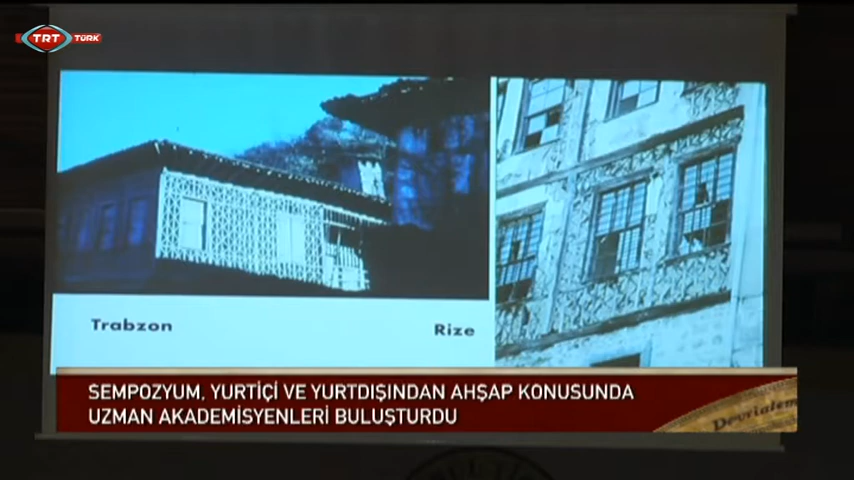 TRT TÜRK
Trabzon
Rize
SEMPOZYUM, YURTİÇİ VE YURTDIŞINDAN AHŞAP KONUSUNDA
UZMAN AKADEMİSYENLERİ BULUŞTURDU
Devrialem